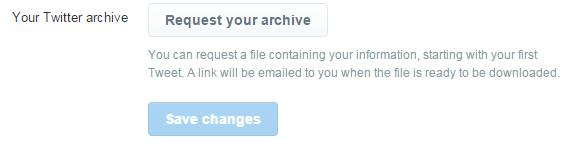 Your Twitter archive
Request your archive
You can request a file containing your information, starting with your first
Tweet. A link will be emailed to you when the file is ready to be downloaded.
Save changes